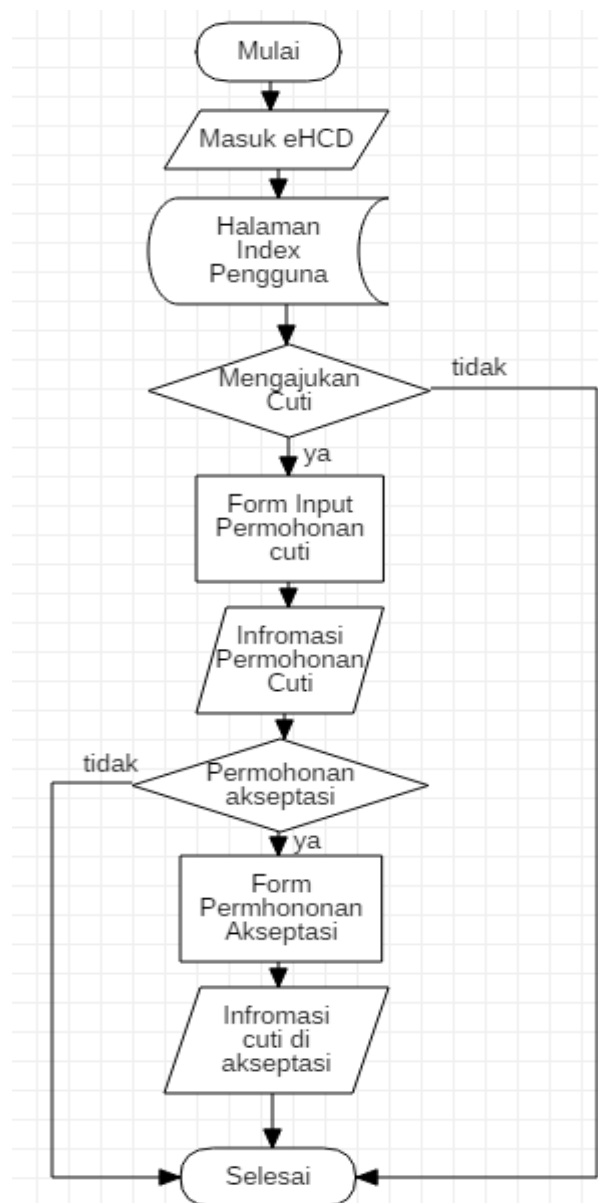 Mulai
Masuk eHCD
Halaman
Index
Pengguna
Mengajukan
Cuti
tidak
ya
Form Input
Permohonan
cuti
Infromasi
Permohonan
Cuti
tidak
Permohonan
akseptasi
ya
Form
Permhononan
Akseptasi
Infromasi
cuti di
akseptasi
Selesai